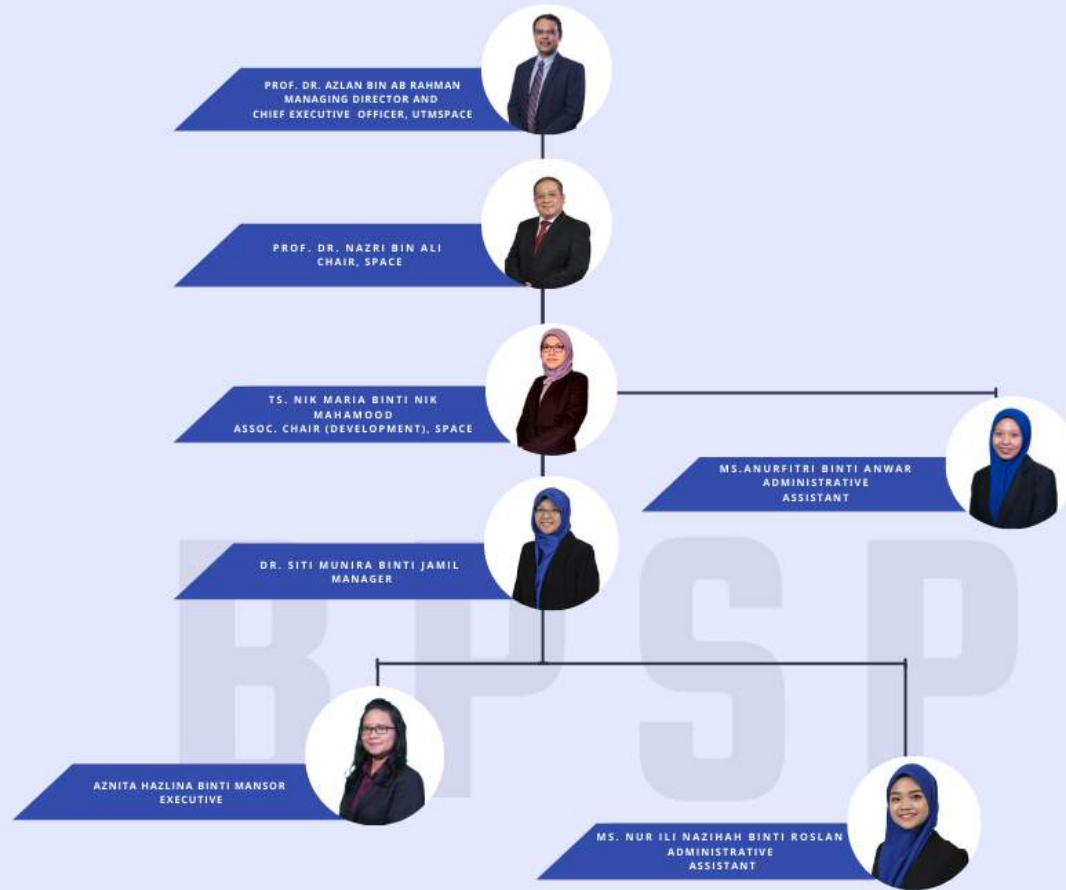 PROF. DR. AZLAN BIN AB RAHMAN
MANAGING DIRECTOR AND
CHIEF EXECUTIVE OFFICER, UTMSPACE
PROF. DR. NAZRI BIN ALI
CHAIR, SPACE
TS. NIK MARIA BINTI NIK
MAHAMOOD
ASSOC. CHAIR (DEVELOPMENT), SPACE
MS.ANURFITRI BINTI ANWAR
ADMINISTRATIVE
ASSISTANT
DR. SITI MUNIRA BINTI JAMIL
MANAGER
BPSP
AZNITA HAZLINA BINTI MANSOR
EXECUTIVE
MS. NUR ILI NAZIHAH BINTI ROSLAN
ADMINISTRATIVE
ASSISTANT